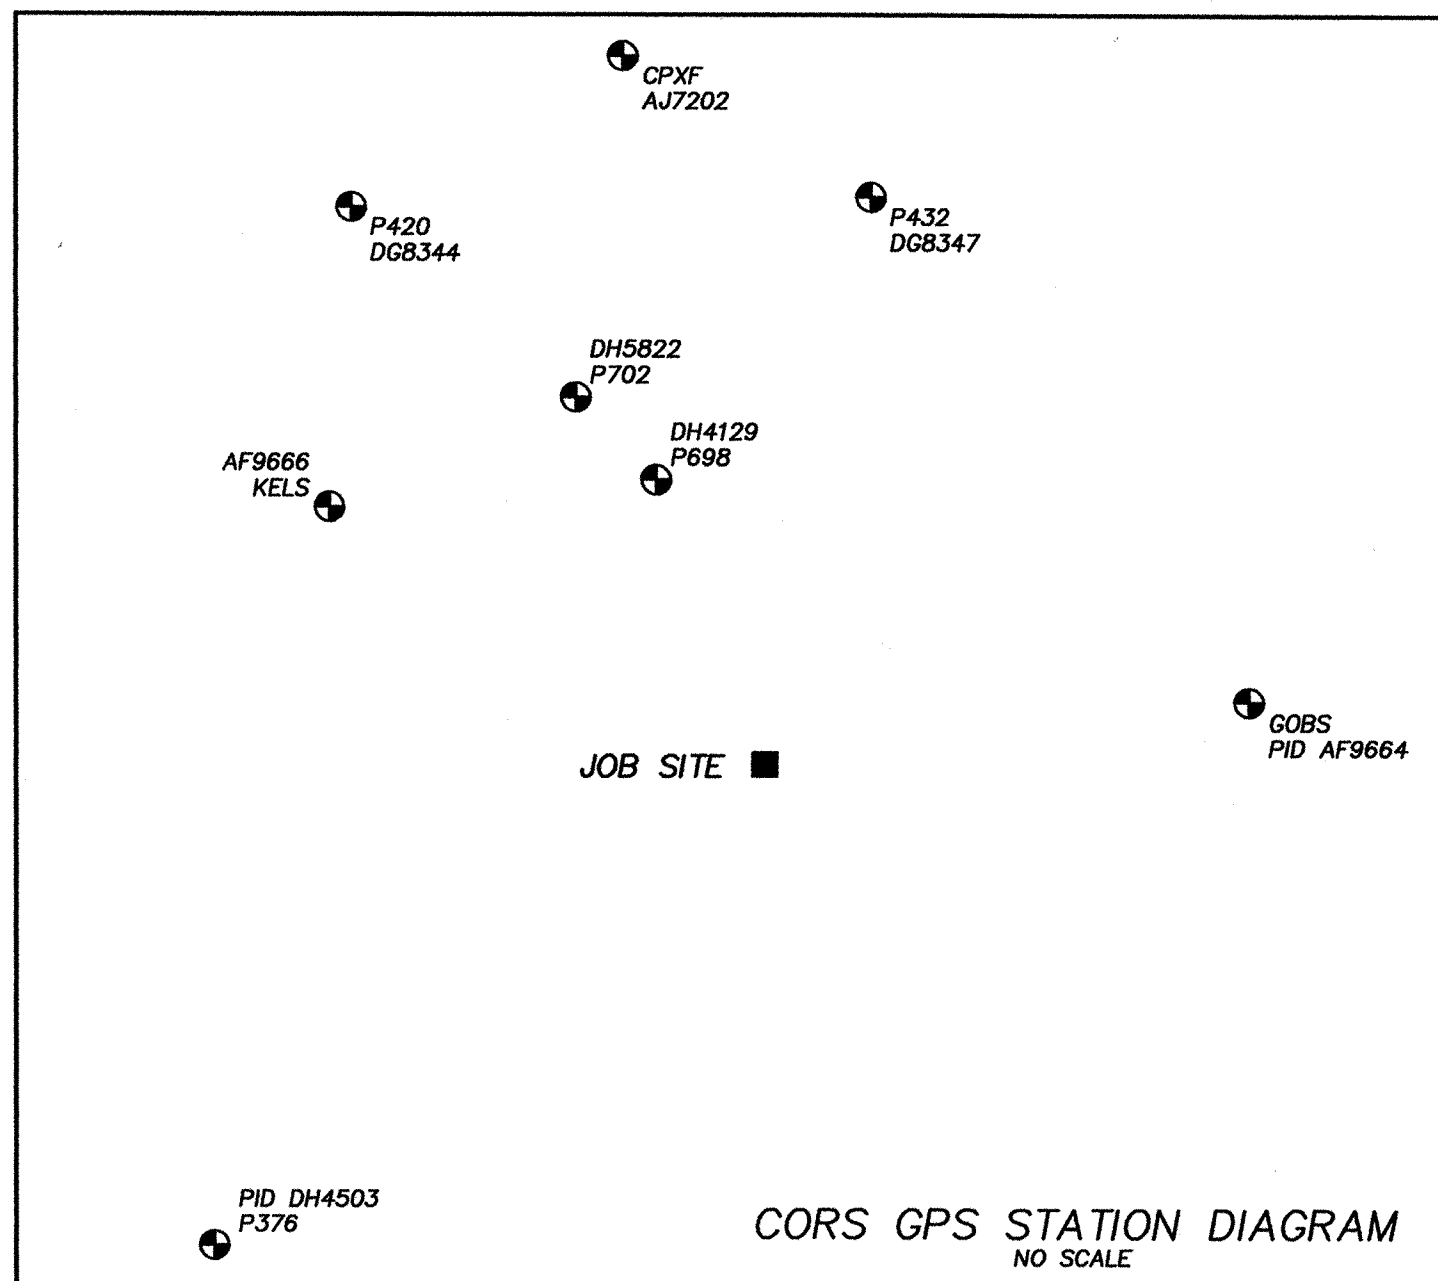 CPXF
AJ7202
P420
DG8344
P432
DG8347
DH5822
P702
DH4129
P698
AF9666
KELS
GOBS
PID AF9664
JOB SITE
PID DH4503
P376
CORS GPS STATION DIAGRAM
NO SCALE